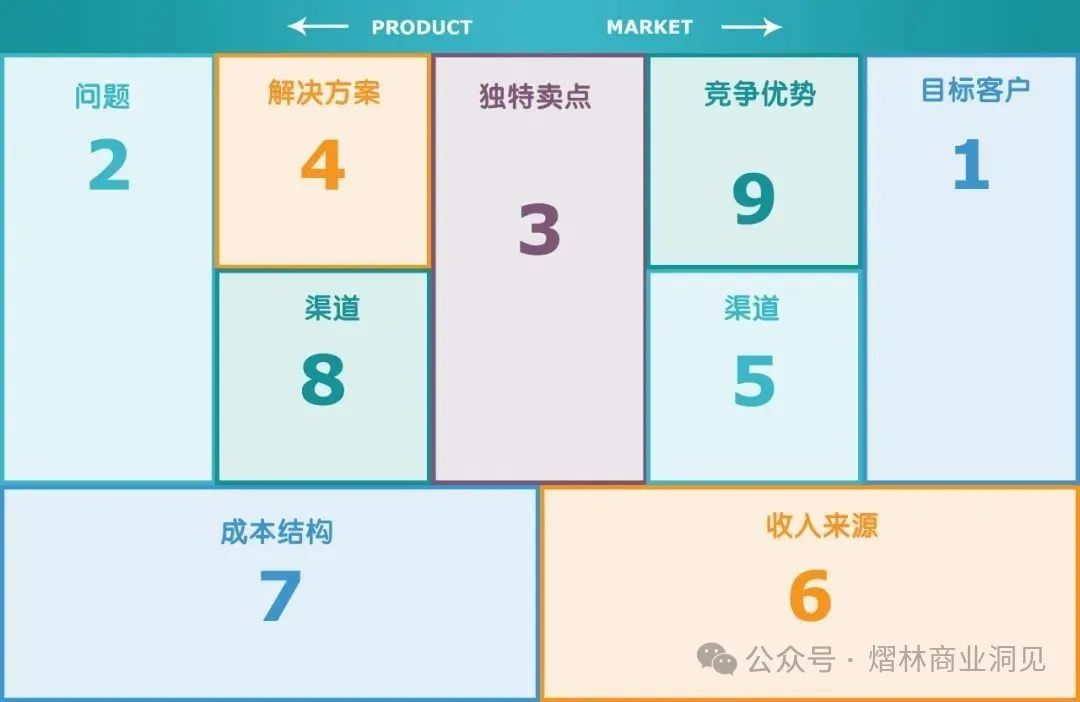 PRODUCT
MARKET
问题
2
解决方案
4
渠道
8
独特卖点
3
竞争优势
9
渠道
5
目标客户
1
成本结构
7
收入来源
6
公众号 · 熠林商业洞见